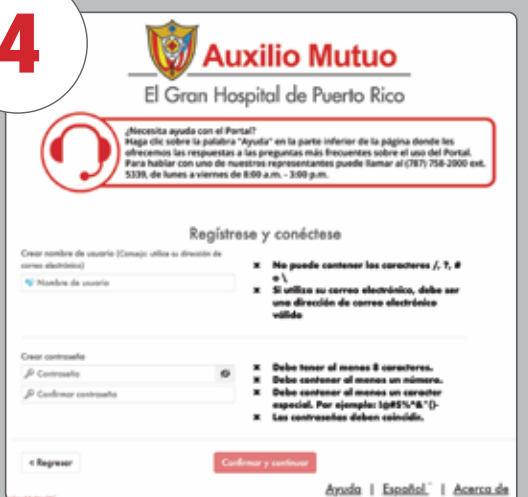 4
Auxilio Mutuo
El Gran Hospital de Puerto Rico
¿Necesita ayuda con el Portal?
Haga clic sobre la palabra "Ayuda" en la parte inferior de la página donde les
ofrecemos las respuestas a las preguntas más frecuentes sobre el uso del Portal.
Para hablar con uno de nuestros representantes puede llamar al (787) 758-2000 ext.
5339, de lunes a viernes de 8:00 a.m. - 3:00 p.m.
Regístrese y conéctese
Crear nombre de usuario (Consejo: utilice su dirección de
correo electrónico)
Nombre de usuario
No puede contener los caracteres /, ?, #
o \
Si utiliza su correo electrónico, debe ser
una dirección de correo electrónico
válida
Crear contraseña
Contraseña
Confirmar contraseña
Debe tener al menos 8 caracteres.
Debe contener al menos un número.
Debe contener al menos un caracter
especial. Por ejemplo:
Las contraseñas deben coincidir.
< Regresar
Confirmar y continuar
Ayuda | Español | Acerca de